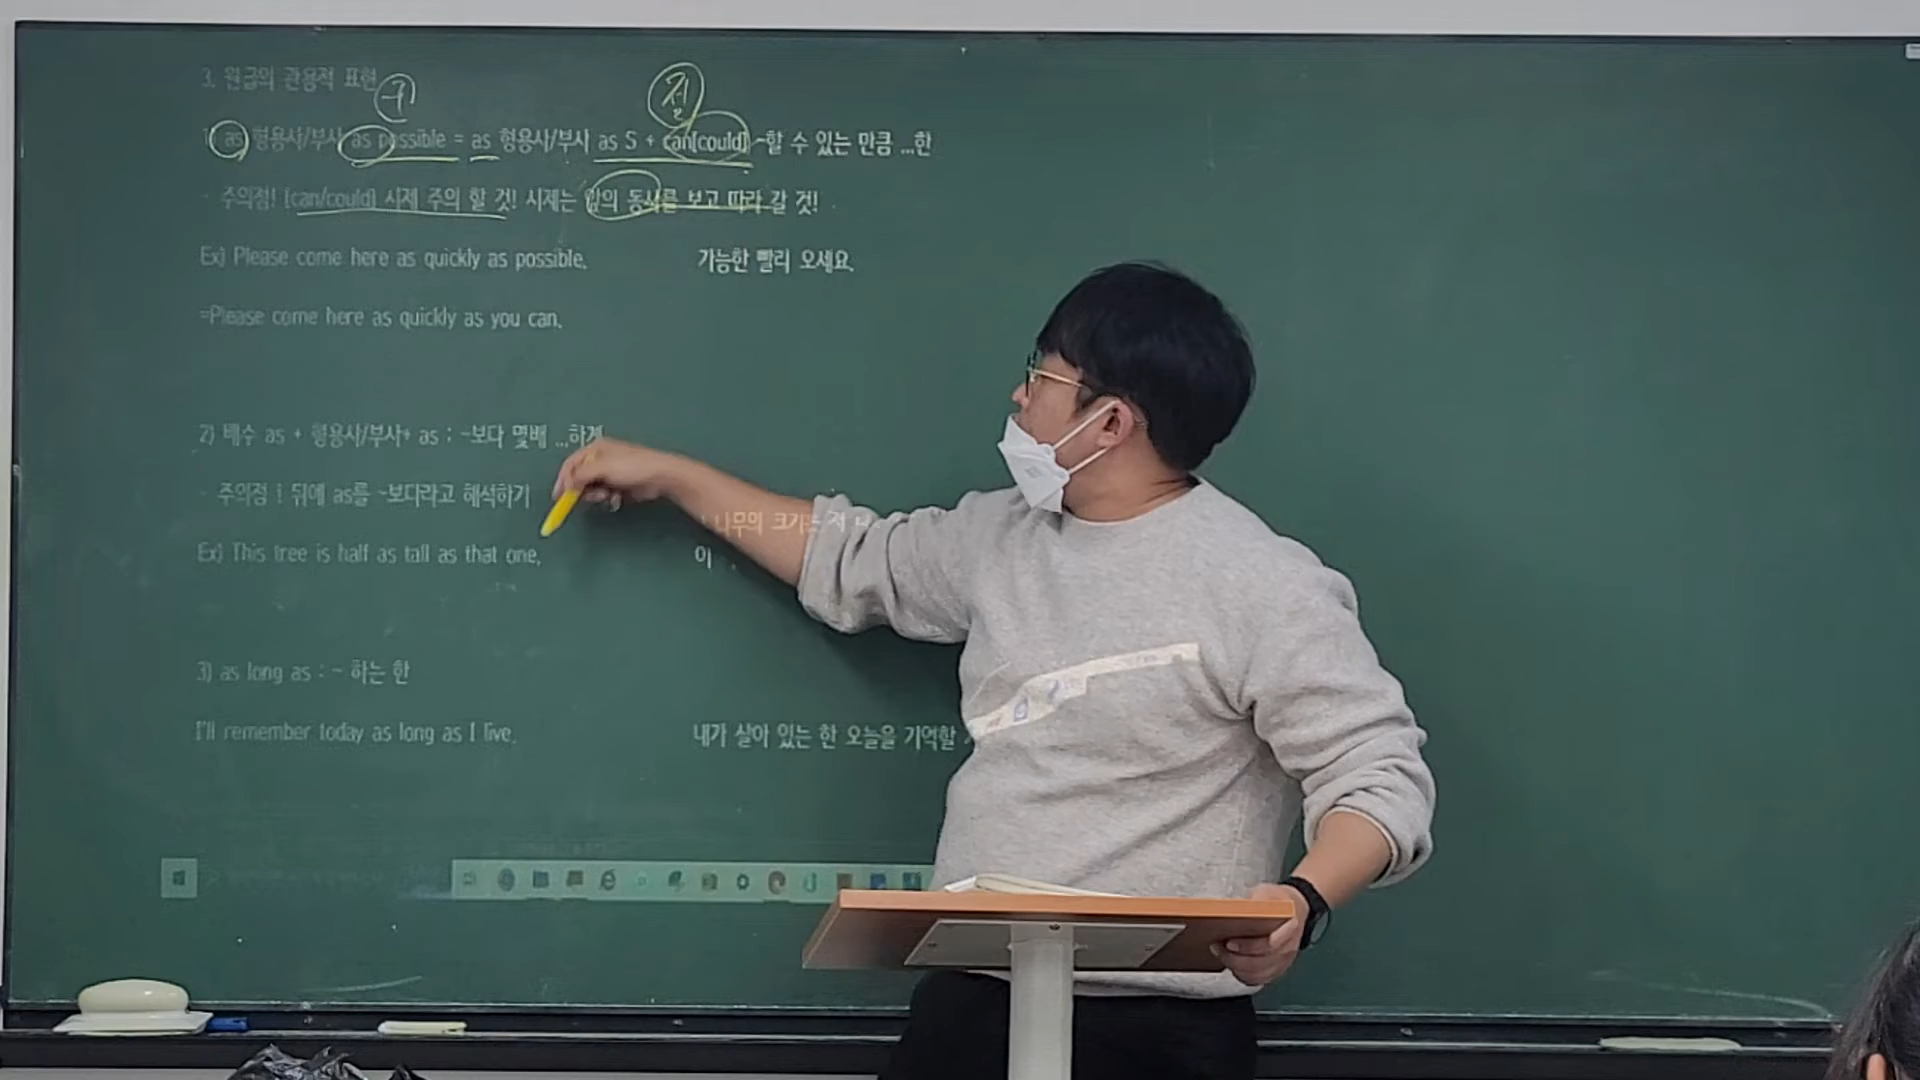 3. 원급의 관용적 표현
구 절
1) as 형용사/부사 as possible = as 형용사/부사 as S + can[could] ~할 수 있는 만큼 ...한
- 주의점! [can/could] 시제 주의 할 것! 시제는 앞의 동사를 보고 따라 갈 것!
Ex) Please come here as quickly as possible. 가능한 빨리 오세요.
=Please come here as quickly as you can.
2) 배수 as + 형용사/부사+ as : ~보다 몇배 ...하게
- 주의점 ! 뒤에 as를 ~보다라고 해석하기
나무의 크기는 저
Ex) This tree is half as tall as that one. 이
3) as long as : ~ 하는 한
I'll remember today as long as I live. 내가 살아 있는 한 오늘을 기억할